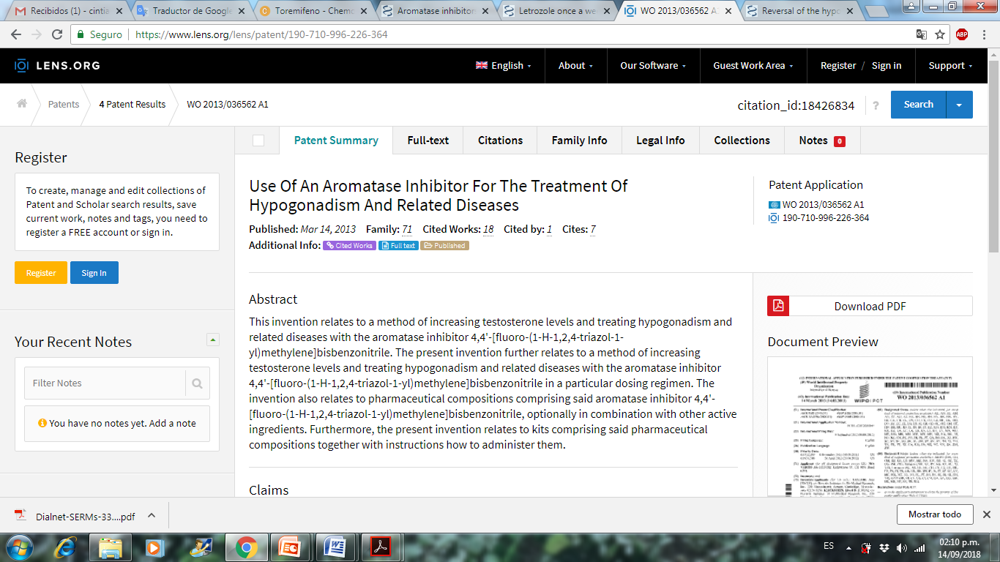 Recibidos (1) - cintia
Traductor de Google
Toremifeno - Chemo
Aromatase inhibitor
Letrozole once a we
WO 2013/036562 A
Reversal of the hypo
Seguro
https://www.lens.org/lens/patent/190-710-996-226-364
ABP
LENS.ORG
English
About
Our Software
Guest Work Area
Register / Sign in
Support
Patents
4 Patent Results
WO 2013/036562 A1
citation_id:18426834
?
Search
Register
To create, manage and edit collections of
Patent and Scholar search results, save
current work, notes and tags, you need to
register a FREE account or sign in.
Register
Sign In
Your Recent Notes
Filter Notes
You have no notes yet. Add a note
Patent Summary
Full-text
Citations
Family Info
Legal Info
Collections
Notes 0
Use Of An Aromatase Inhibitor For The Treatment Of
Hypogonadism And Related Diseases
Published: Mar 14, 2013 Family: 71 Cited Works: 18 Cited by: 1 Cites: 7
Additional Info: Cited Works Full text Published
Patent Application
WO 2013/036562 A1
190-710-996-226-364
Abstract
This invention relates to a method of increasing testosterone levels and treating hypogonadism and
related diseases with the aromatase inhibitor 4,4'-[fluoro-(1-H-1,2,4-triazol-1-
yl)methylene]bisbenzonitrile. The present invention further relates to a method of increasing
testosterone levels and treating hypogonadism and related diseases with the aromatase inhibitor
4,4'-[fluoro-(1-H-1,2,4-triazol-1-yl)methylene]bisbenzonitrile in a particular dosing regimen. The
invention also relates to pharmaceutical compositions comprising said aromatase inhibitor 4,4'-
[fluoro-(1-H-1,2,4-triazol-1-yl)methylene]bisbenzonitrile, optionally in combination with other active
ingredients. Furthermore, the present invention relates to kits comprising said pharmaceutical
compositions together with instructions how to administer them.
Claims
Download PDF
Document Preview
WIPO | PCT
WO 2013/036562 A1
Dialnet-SERMs-33....pdf
Mostrar todo
ES
02:10 p.m.
14/09/2018